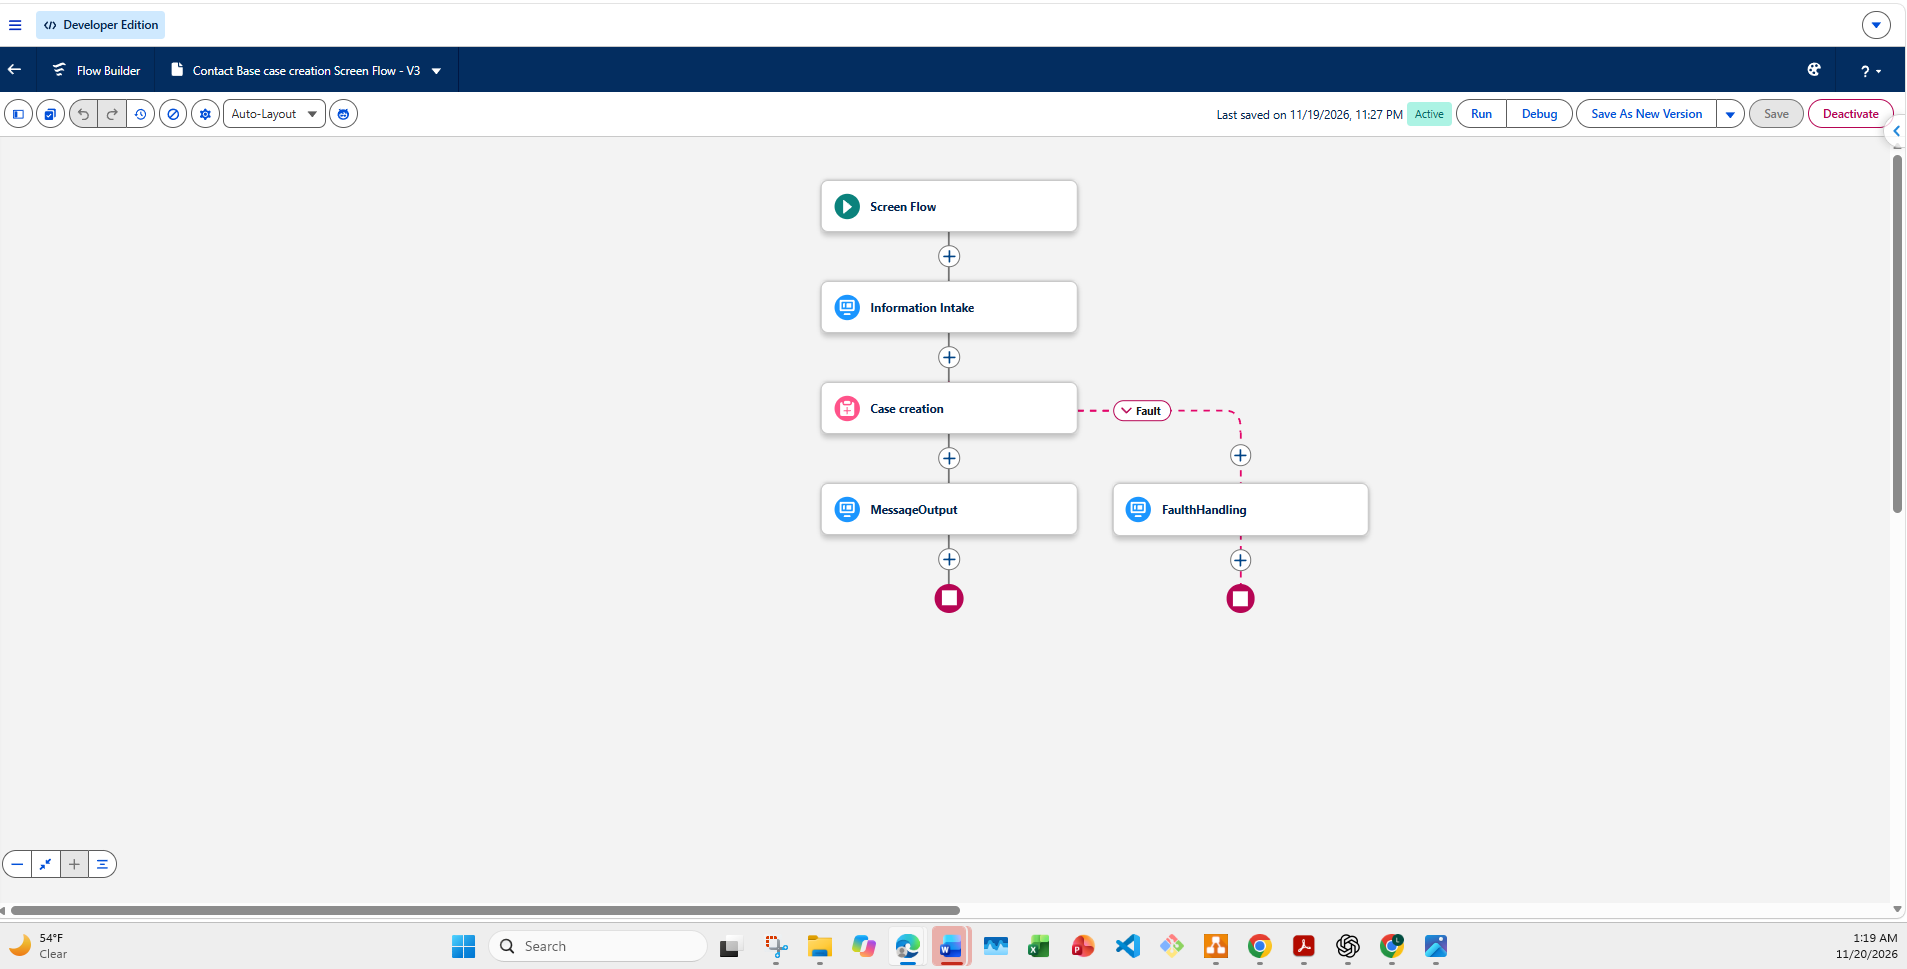 Developer Edition
Flow Builder
Contact Base case creation Screen Flow - V3
?
Auto-Layout
Last saved on 11/19/2026, 11:27 PM
Active
Run
Debug
Save As New Version
Save
Deactivate
Screen Flow
Information Intake
Case creation
Fault
MessageOutput
FaulthHandling
54°F
Clear
Search
1:19 AM
11/20/2026